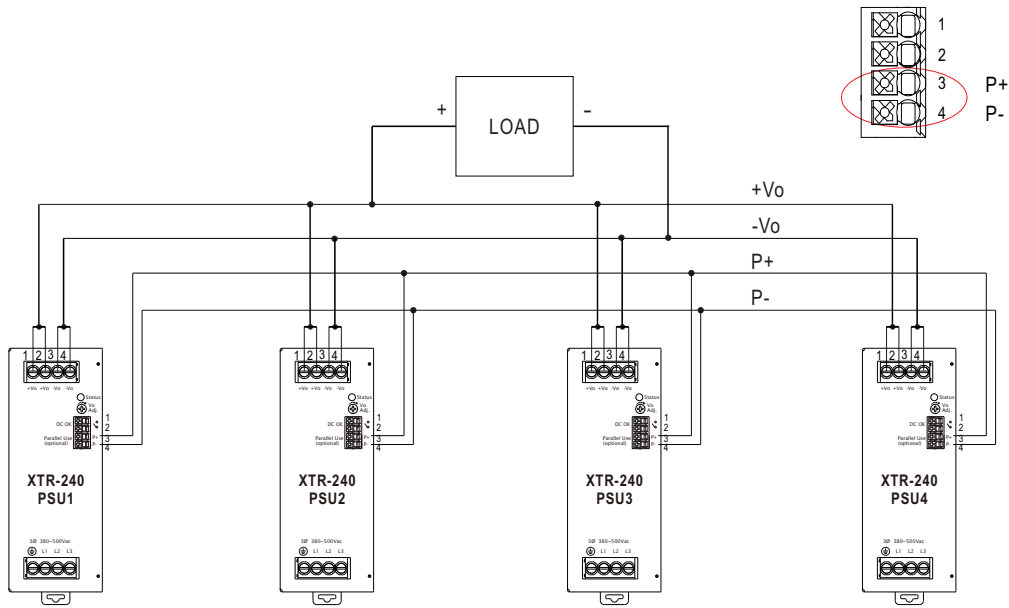 1
2
3 P+
4 P-
+ LOAD -
+Vo
-Vo
P+
P-
1 2 3 4
+Vo +Vo -Vo -Vo
Status
Vo
Adj.
DC OK
1
2
Parallel Use
(optional)
P+
P-
3
4
XTR-240
PSU1
3Ø 380~500Vac
L1 L2 L3
1 2 3 4
+Vo +Vo -Vo -Vo
Status
Vo
Adj.
DC OK
1
2
Parallel Use
(optional)
P+
P-
3
4
XTR-240
PSU2
3Ø 380~500Vac
L1 L2 L3
1 2 3 4
+Vo +Vo -Vo -Vo
Status
Vo
Adj.
DC OK
1
2
Parallel Use
(optional)
P+
P-
3
4
XTR-240
PSU3
3Ø 380~500Vac
L1 L2 L3
1 2 3 4
+Vo +Vo -Vo -Vo
Status
Vo
Adj.
DC OK
1
2
Parallel Use
(optional)
P+
P-
3
4
XTR-240
PSU4
3Ø 380~500Vac
L1 L2 L3